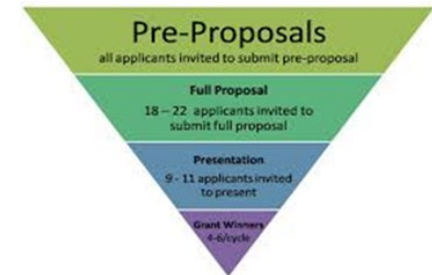 Pre-Proposals
all applicants invited to submit pre-proposal
Full Proposal
18 – 22 applicants invited to
submit full proposal
Presentation
9 - 11 applicants invited
to present
Grant Winners
4-6/cycle